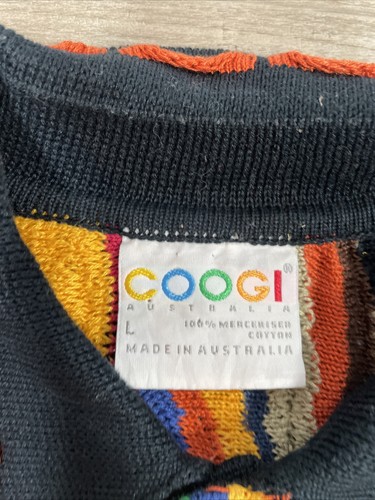 COOGI®
AUSTRALIA
L 100% MERCERISED
COTTON
MADE IN AUSTRALIA